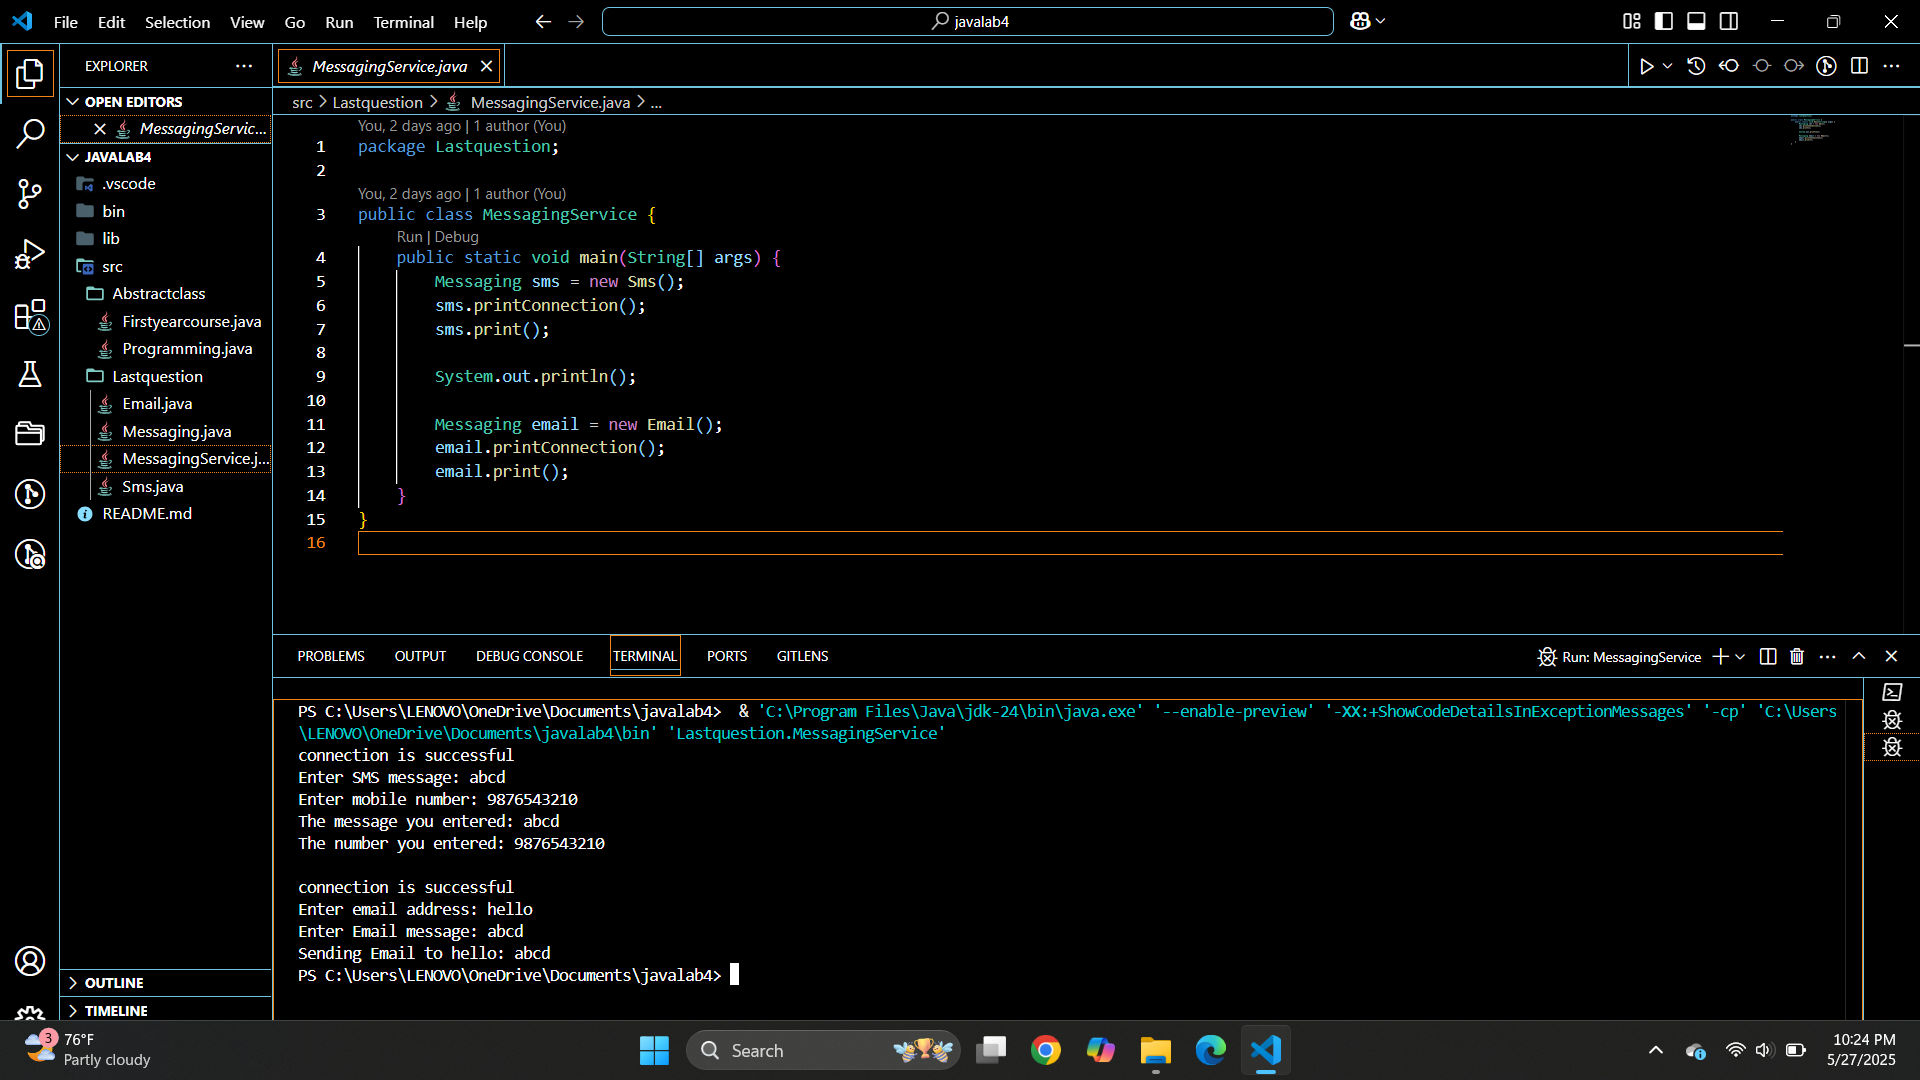 File Edit Selection View Go Run Terminal Help
javalab4
EXPLORER
OPEN EDITORS
MessagingServic...
JAVALAB4
.vscode
bin
lib
src
Abstractclass
Firstyearcourse.java
Programming.java
Lastquestion
Email.java
Messaging.java
MessagingService.j...
Sms.java
README.md
OUTLINE
TIMELINE
MessagingService.java
src > Lastquestion > MessagingService.java > ...
You, 2 days ago | 1 author (You)
1 package Lastquestion;
2
You, 2 days ago | 1 author (You)
3 public class MessagingService {
Run | Debug
4 public static void main(String[] args) {
5 Messaging sms = new Sms();
6 sms.printConnection();
7 sms.print();
8
9 System.out.println();
10
11 Messaging email = new Email();
12 email.printConnection();
13 email.print();
14 }
15 }
16
PROBLEMS OUTPUT DEBUG CONSOLE TERMINAL PORTS GITLENS
Run: MessagingService
PS C:\Users\LENOVO\OneDrive\Documents\javalab4> & 'C:\Program Files\Java\jdk-24\bin\java.exe' '--enable-preview' '-XX:+ShowCodeDetailsInExceptionMessages' '-cp' 'C:\Users
\LENOVO\OneDrive\Documents\javalab4\bin' 'Lastquestion.MessagingService'
connection is successful
Enter SMS message: abcd
Enter mobile number: 9876543210
The message you entered: abcd
The number you entered: 9876543210
connection is successful
Enter email address: hello
Enter Email message: abcd
Sending Email to hello: abcd
PS C:\Users\LENOVO\OneDrive\Documents\javalab4>
3
76°F
Partly cloudy
Search
10:24 PM
5/27/2025